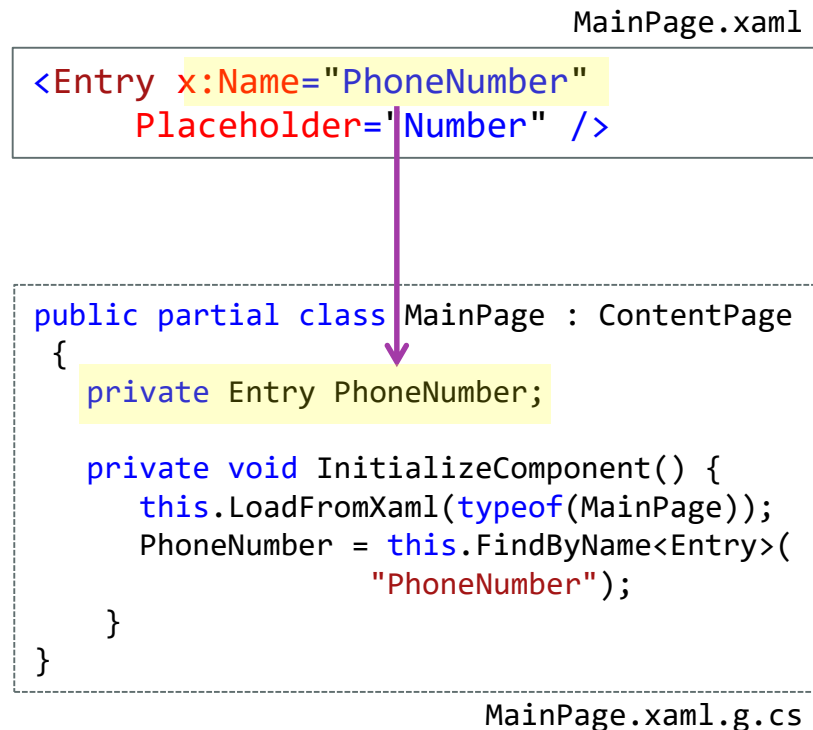 MainPage.xaml
<Entry x:Name="PhoneNumber"
Placeholder="Number" />
public partial class MainPage : ContentPage
{
private Entry PhoneNumber;
private void InitializeComponent() {
this.LoadFromXaml(typeof(MainPage));
PhoneNumber = this.FindByName<Entry>(
"PhoneNumber");
}
}
MainPage.xaml.g.cs